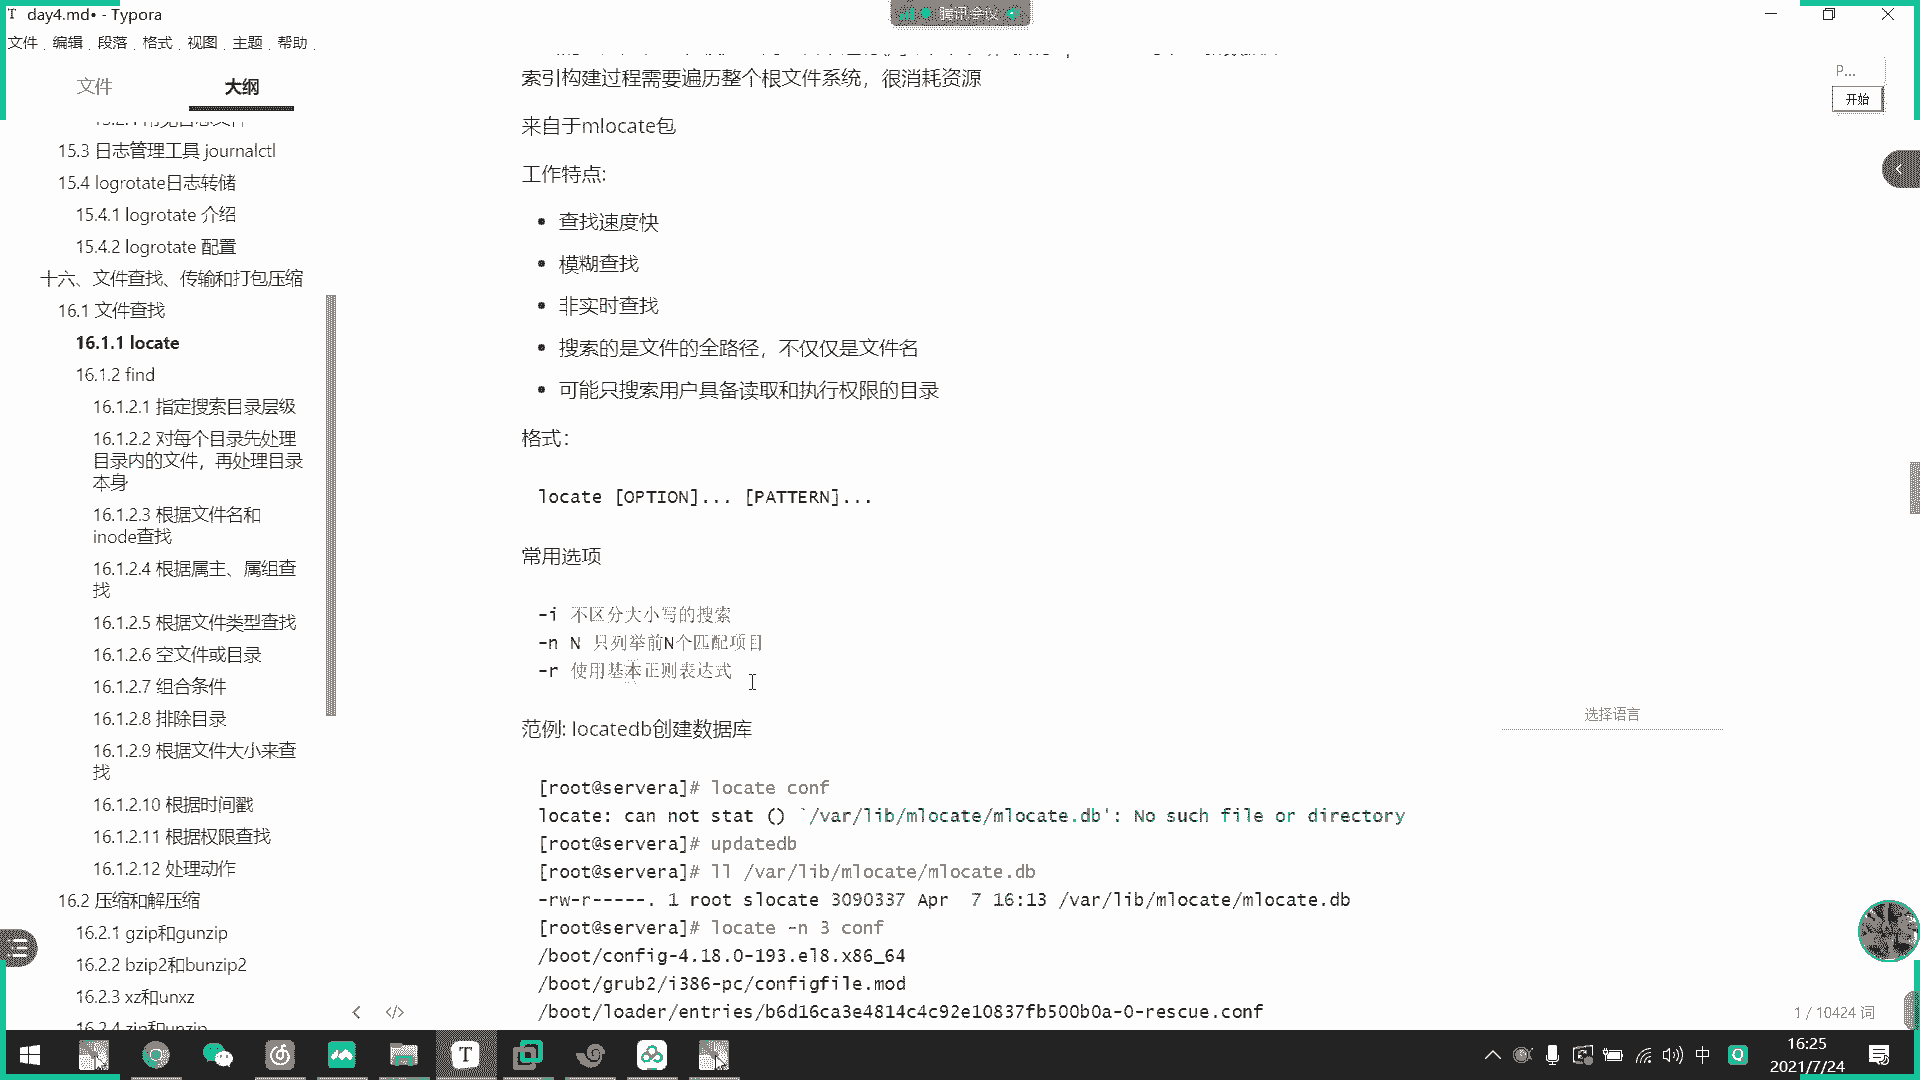 day4.md• - Typora
腾讯会议
文件 编辑 段落 格式 视图 主题 帮助
文件 大纲
15.3 日志管理工具 journalctl
15.4 logrotate日志转储
15.4.1 logrotate 介绍
15.4.2 logrotate 配置
十六、文件查找、传输和打包压缩
16.1 文件查找
16.1.1 locate
16.1.2 find
16.1.2.1 指定搜索目录层级
16.1.2.2 对每个目录先处理
目录内的文件，再处理目录
本身
16.1.2.3 根据文件名和
inode查找
16.1.2.4 根据属主、属组查
找
16.1.2.5 根据文件类型查找
16.1.2.6 空文件或目录
16.1.2.7 组合条件
16.1.2.8 排除目录
16.1.2.9 根据文件大小来查
找
16.1.2.10 根据时间戳
16.1.2.11 根据权限查找
16.1.2.12 处理动作
16.2 压缩和解压缩
16.2.1 gzip和gunzip
16.2.2 bzip2和bunzip2
16.2.3 xz和unxz
16.2.4 zip和unzip
索引构建过程需要遍历整个根文件系统，很消耗资源
来自于mlocate包
工作特点:
• 查找速度快
• 模糊查找
• 非实时查找
• 搜索的是文件的全路径，不仅仅是文件名
• 可能只搜索用户具备读取和执行权限的目录
格式：
locate [OPTION]... [PATTERN]...
常用选项
-i 不区分大小写的搜索
-n N 只列举前N个匹配项目
-r 使用基本正则表达式
范例: locatedb创建数据库
[root@servera]# locate conf
locate: can not stat () `/var/lib/mlocate/mlocate.db': No such file or directory
[root@servera]# updatedb
[root@servera]# ll /var/lib/mlocate/mlocate.db
-rw-r-----. 1 root slocate 3090337 Apr  7 16:13 /var/lib/mlocate/mlocate.db
[root@servera]# locate -n 3 conf
/boot/config-4.18.0-193.el8.x86_64
/boot/grub2/i386-pc/configfile.mod
/boot/loader/entries/b6d16ca3e4814c4c92e10837fb500b0a-0-rescue.conf
P...
开始
选择语言
1 / 10424 词
中
16:25
2021/7/24